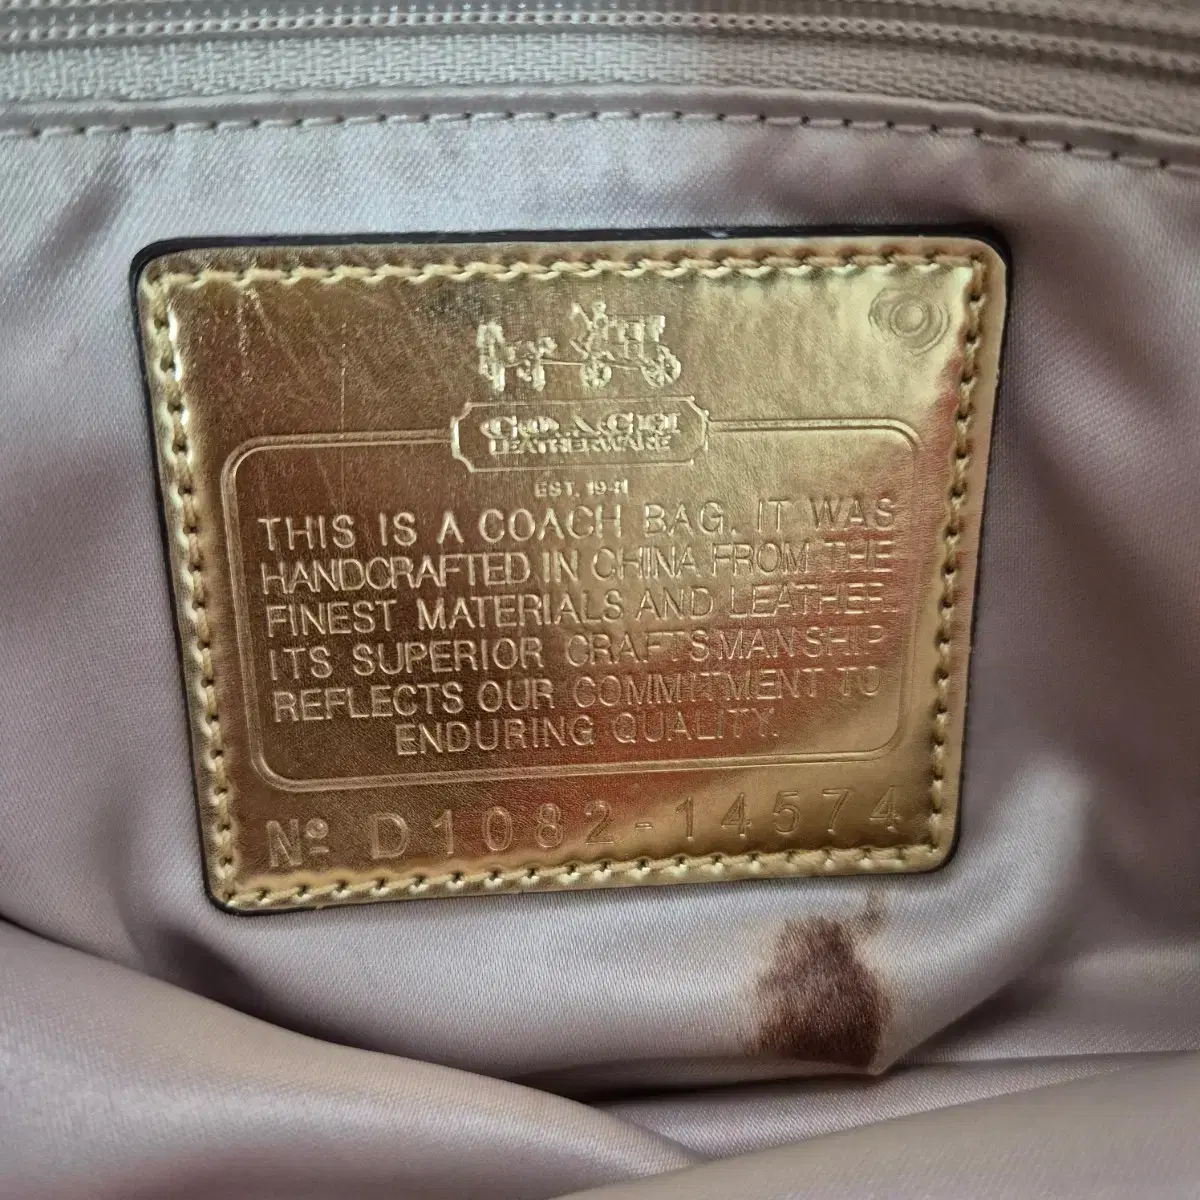 COACH
LEATHERWARE
EST. 1941
THIS IS A COACH BAG. IT WAS
HANDCRAFTED IN CHINA FROM THE
FINEST MATERIALS AND LEATHER.
ITS SUPERIOR CRAFTSMANSHIP
REFLECTS OUR COMMITMENT TO
ENDURING QUALITY.
Nº D1082-14574